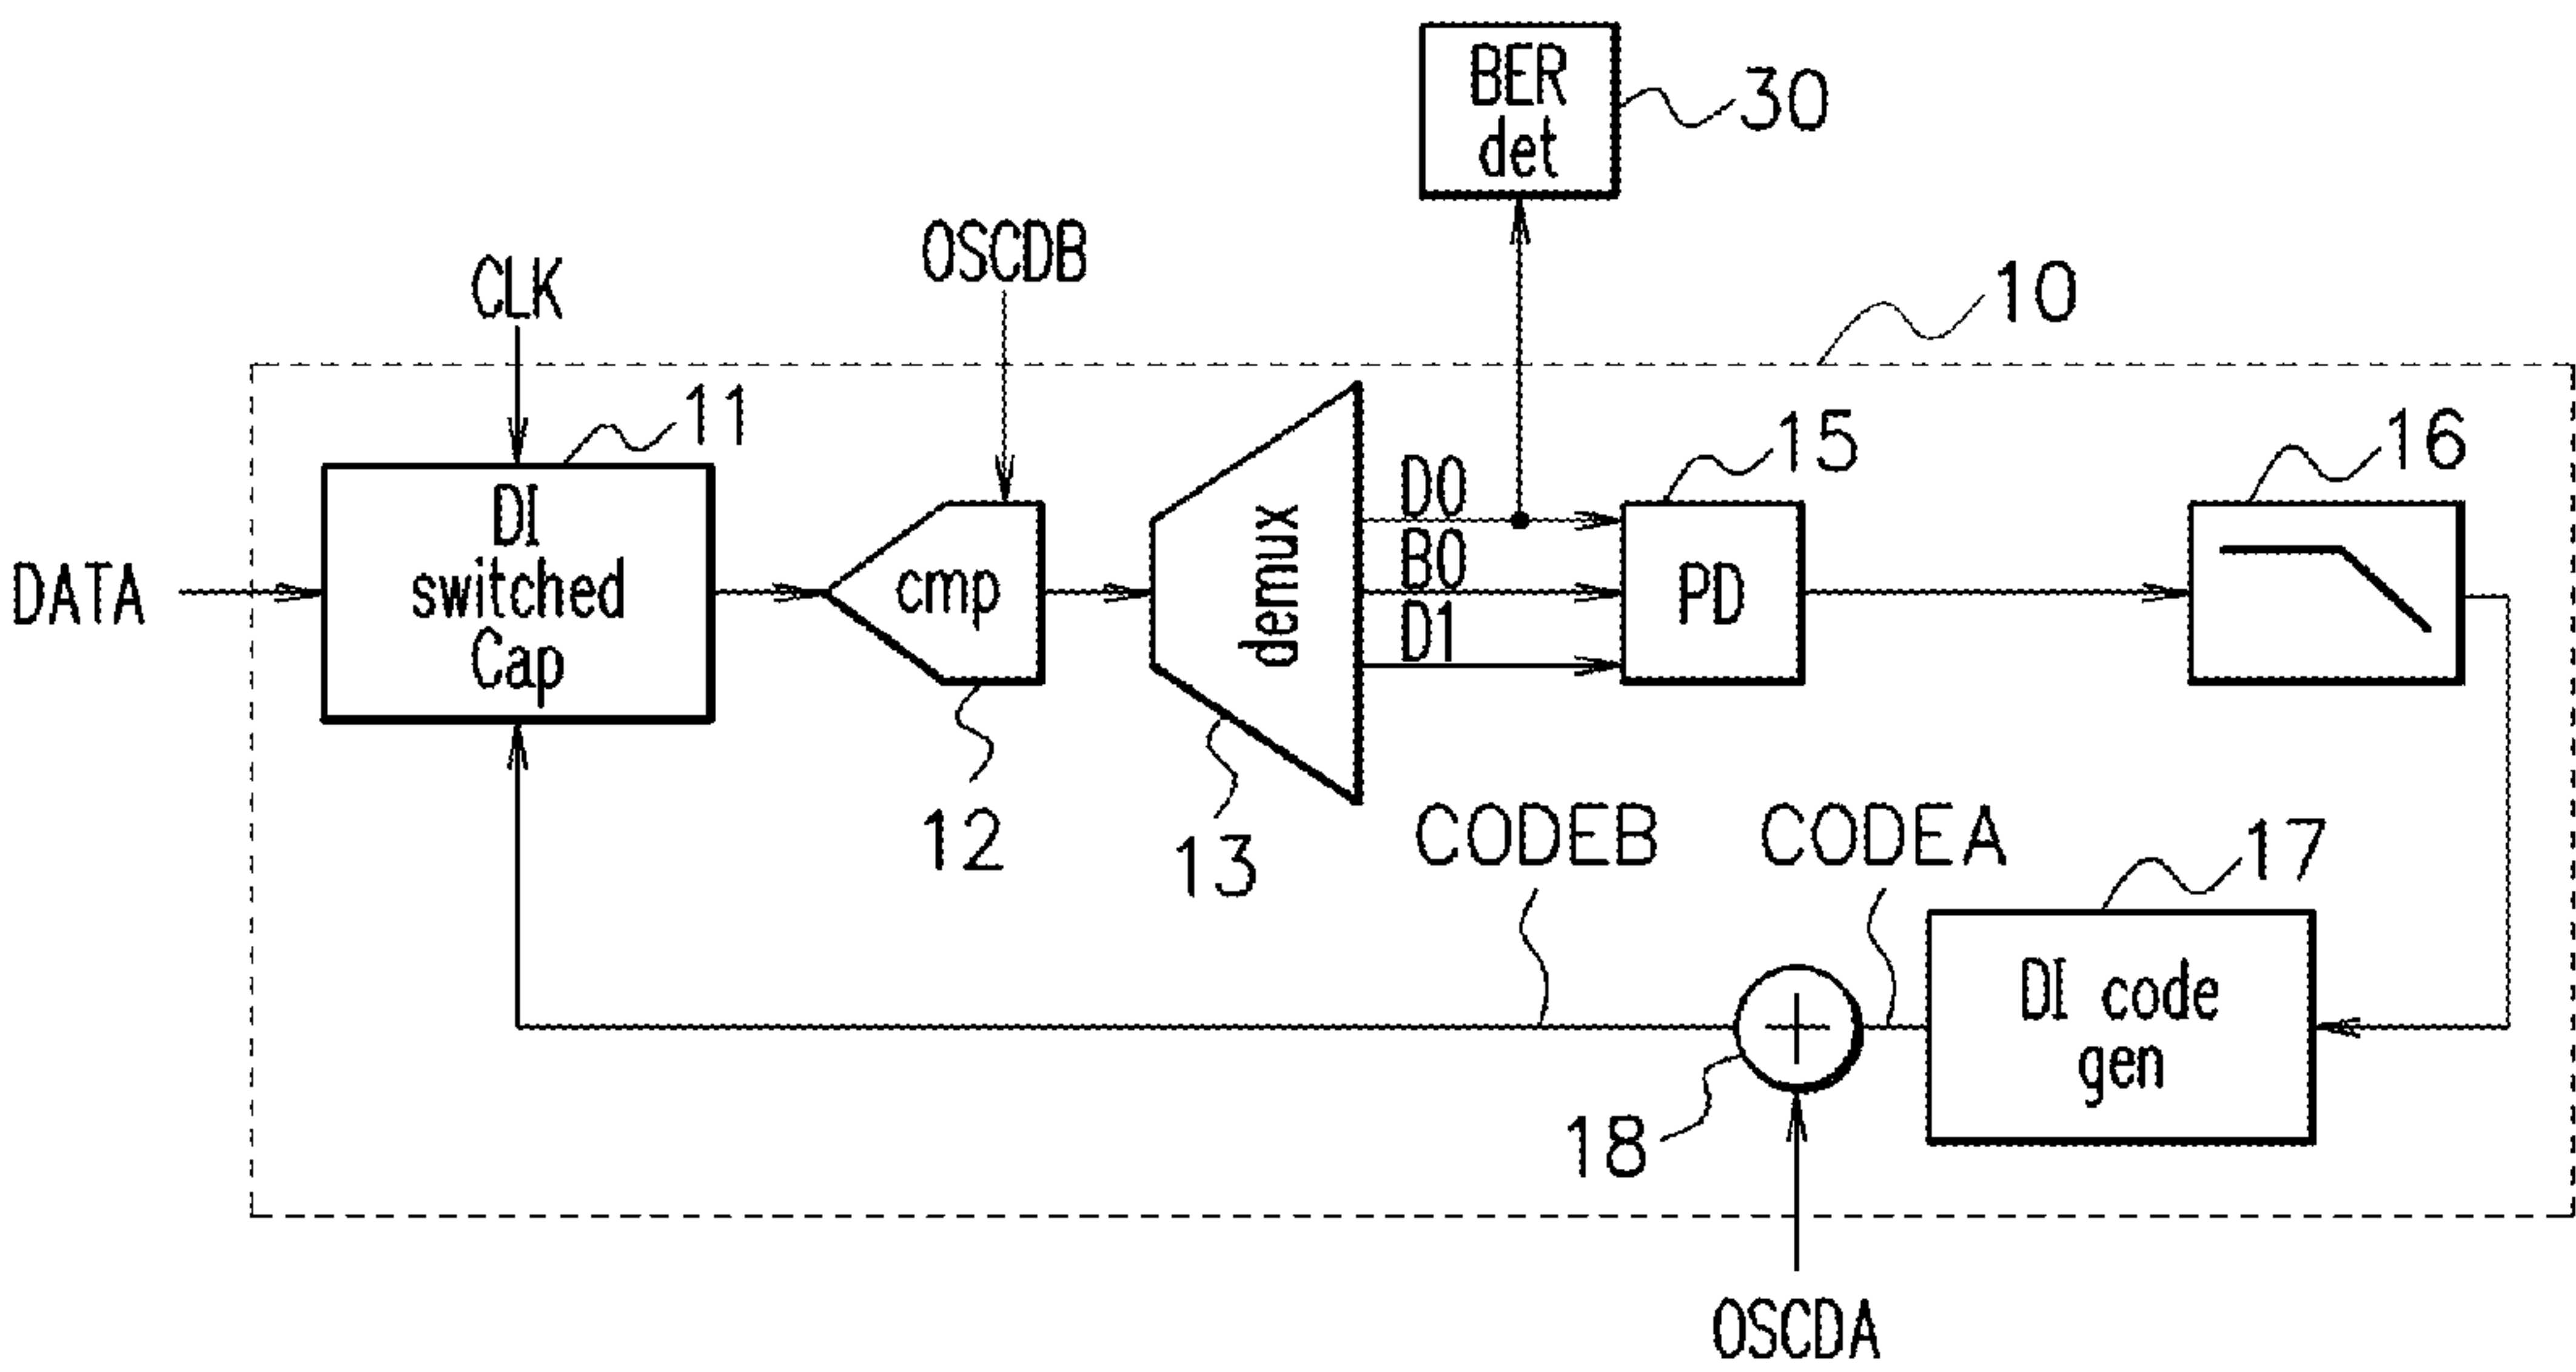 BER
det
30
CLK
OSCDB
10
11
15
16
DI
switched
Cap
DATA
cmp
demux
D0
B0
D1
PD
12
13
CODEB
CODEA
17
DI code
gen
18
OSCDA